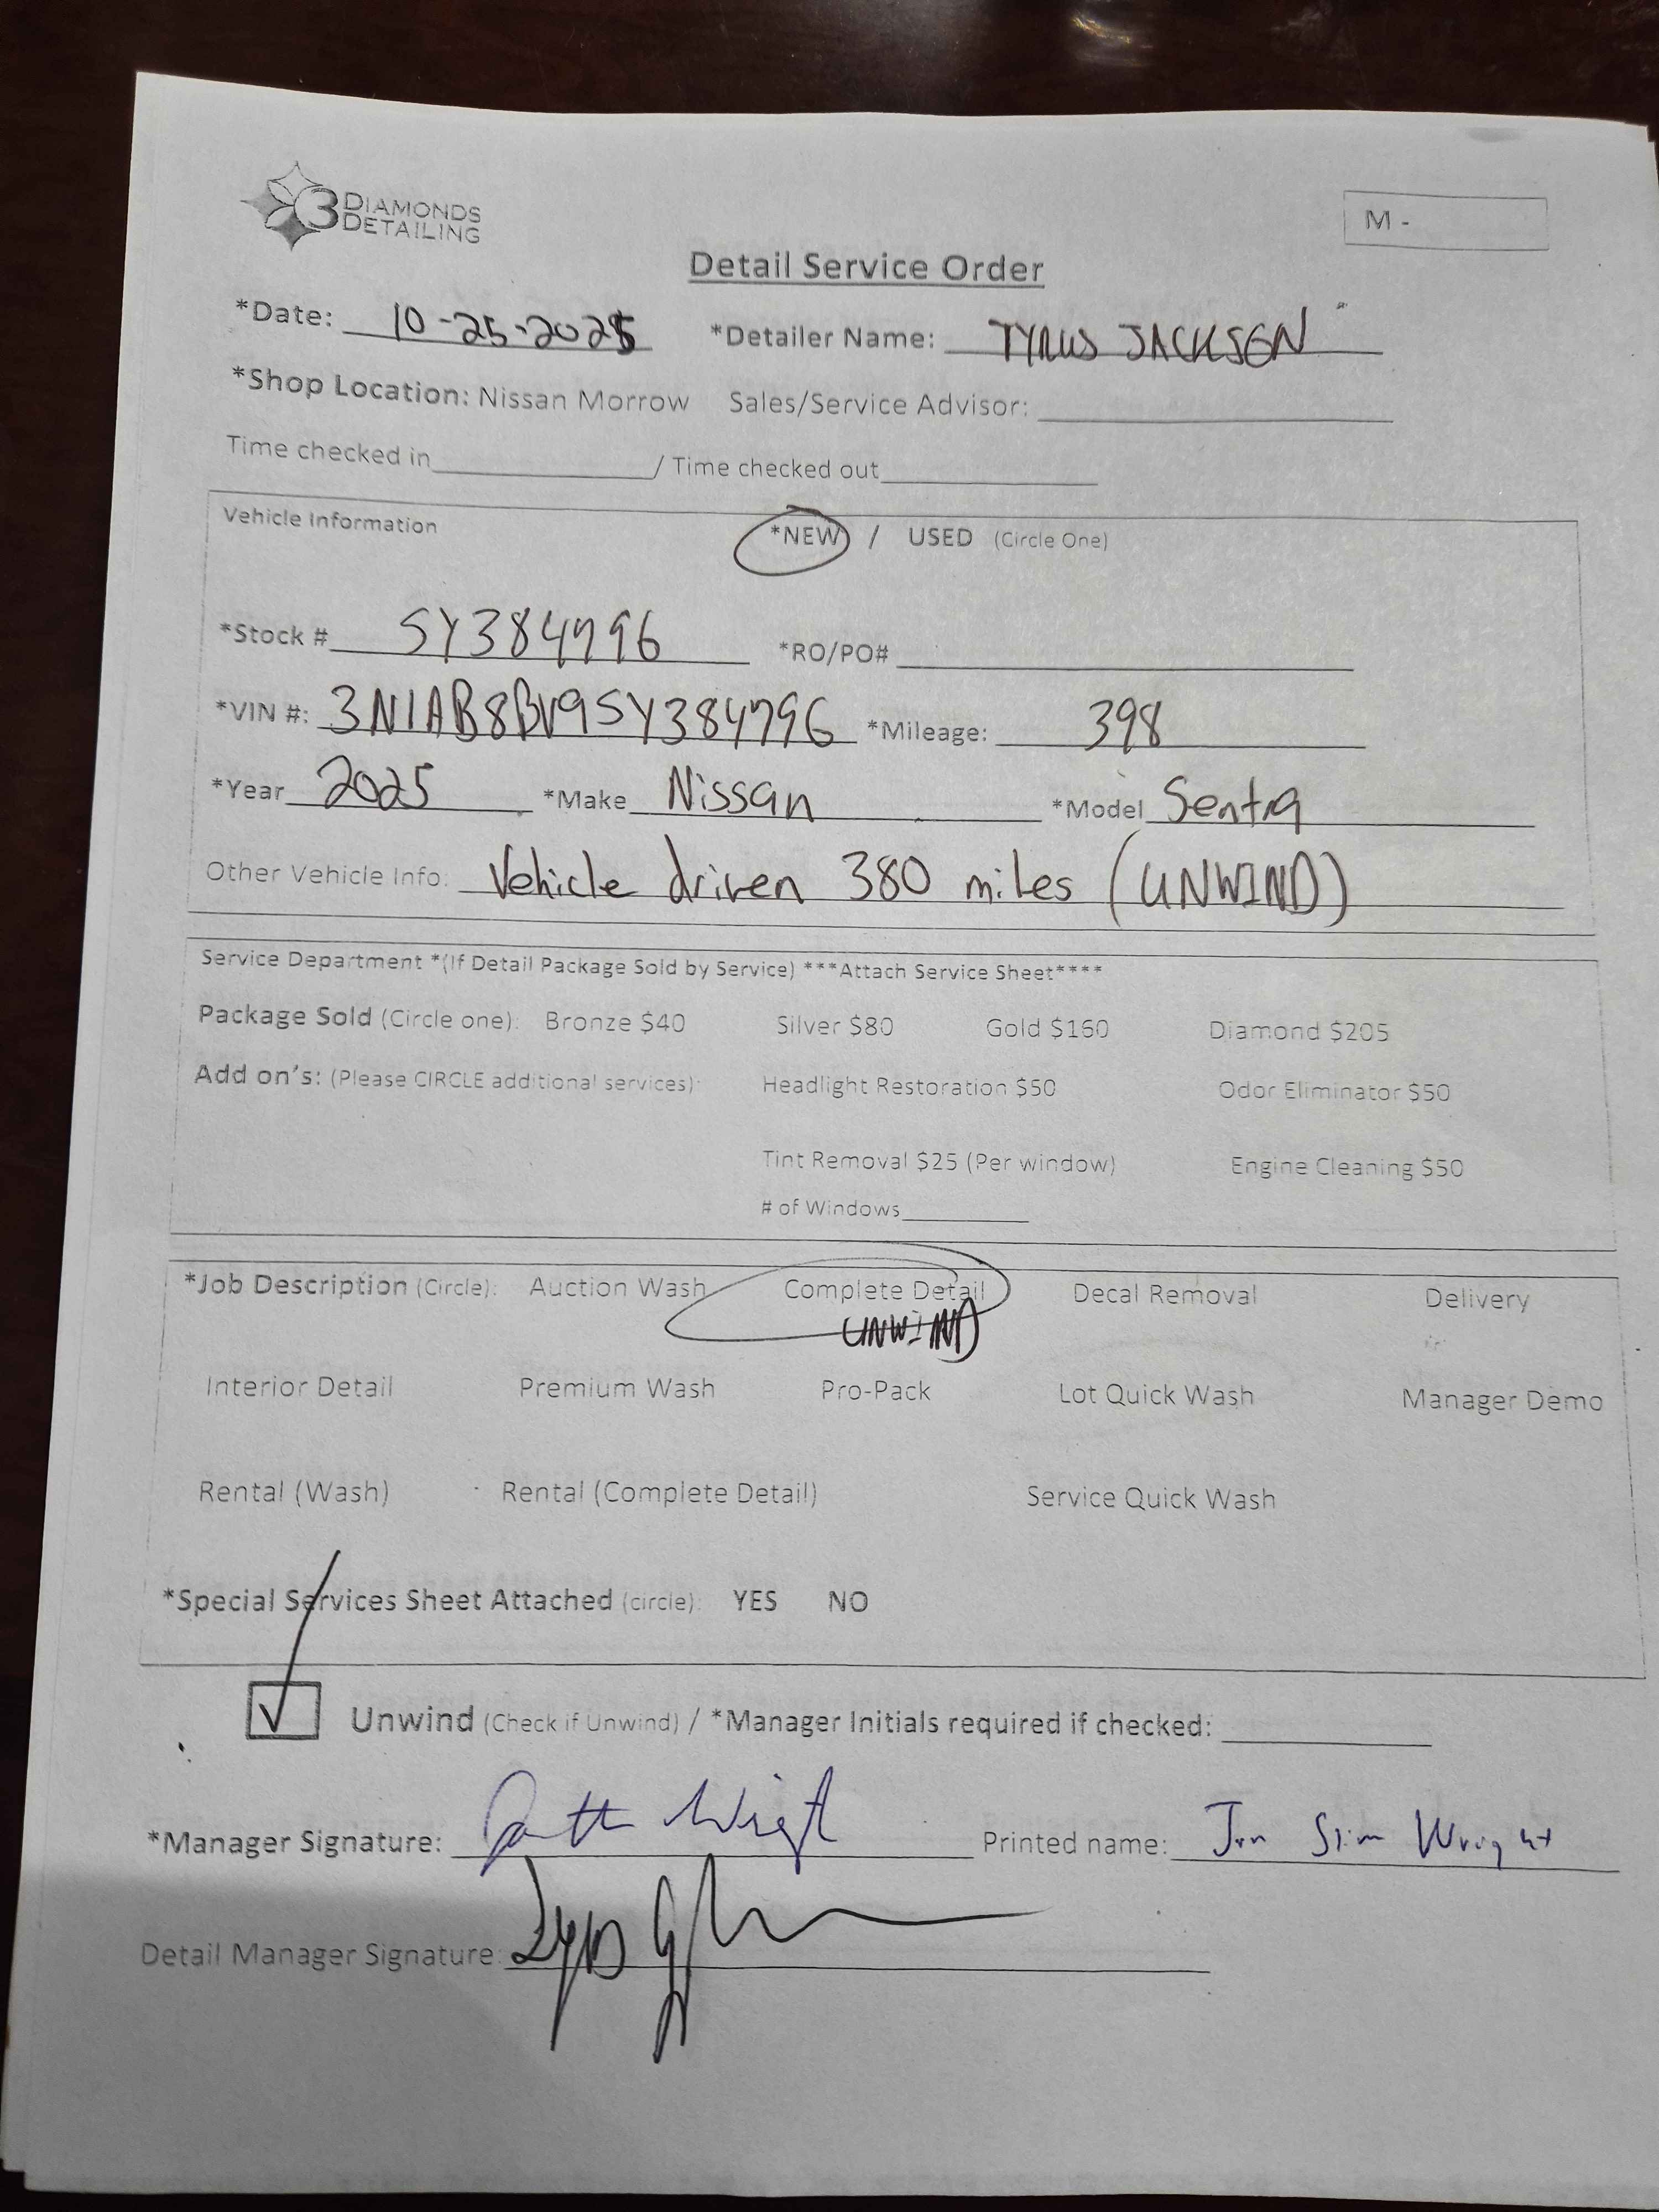 3 DIAMONDS DETAILING
M -
Detail Service Order
*Date: 10-25-2025 *Detailer Name: TYRUS JACKSON
*Shop Location: Nissan Morrow Sales/Service Advisor:
Time checked in / Time checked out
Vehicle Information *NEW / USED (Circle One)
*Stock # SY384796 *RO/PO#
*VIN #: 3N1AB8BV9SY384796 *Mileage: 398
*Year 2025 *Make Nissan *Model Sentra
Other Vehicle Info: Vehicle driven 380 miles (UNWIND)
Service Department *(If Detail Package Sold by Service) ***Attach Service Sheet****
Package Sold (Circle one): Bronze $40 Silver $80 Gold $160 Diamond $205
Add on's: (Please CIRCLE additional services): Headlight Restoration $50 Odor Eliminator $50
Tint Removal $25 (Per window) Engine Cleaning $50
# of Windows
*Job Description (Circle): Auction Wash Complete Detail Decal Removal Delivery
UNWIND
Interior Detail Premium Wash Pro-Pack Lot Quick Wash Manager Demo
Rental (Wash) Rental (Complete Detail) Service Quick Wash
*Special Services Sheet Attached (circle): YES NO
Unwind (Check if Unwind) / *Manager Initials required if checked:
*Manager Signature: Printed name: Jon Slim Wright
Detail Manager Signature: